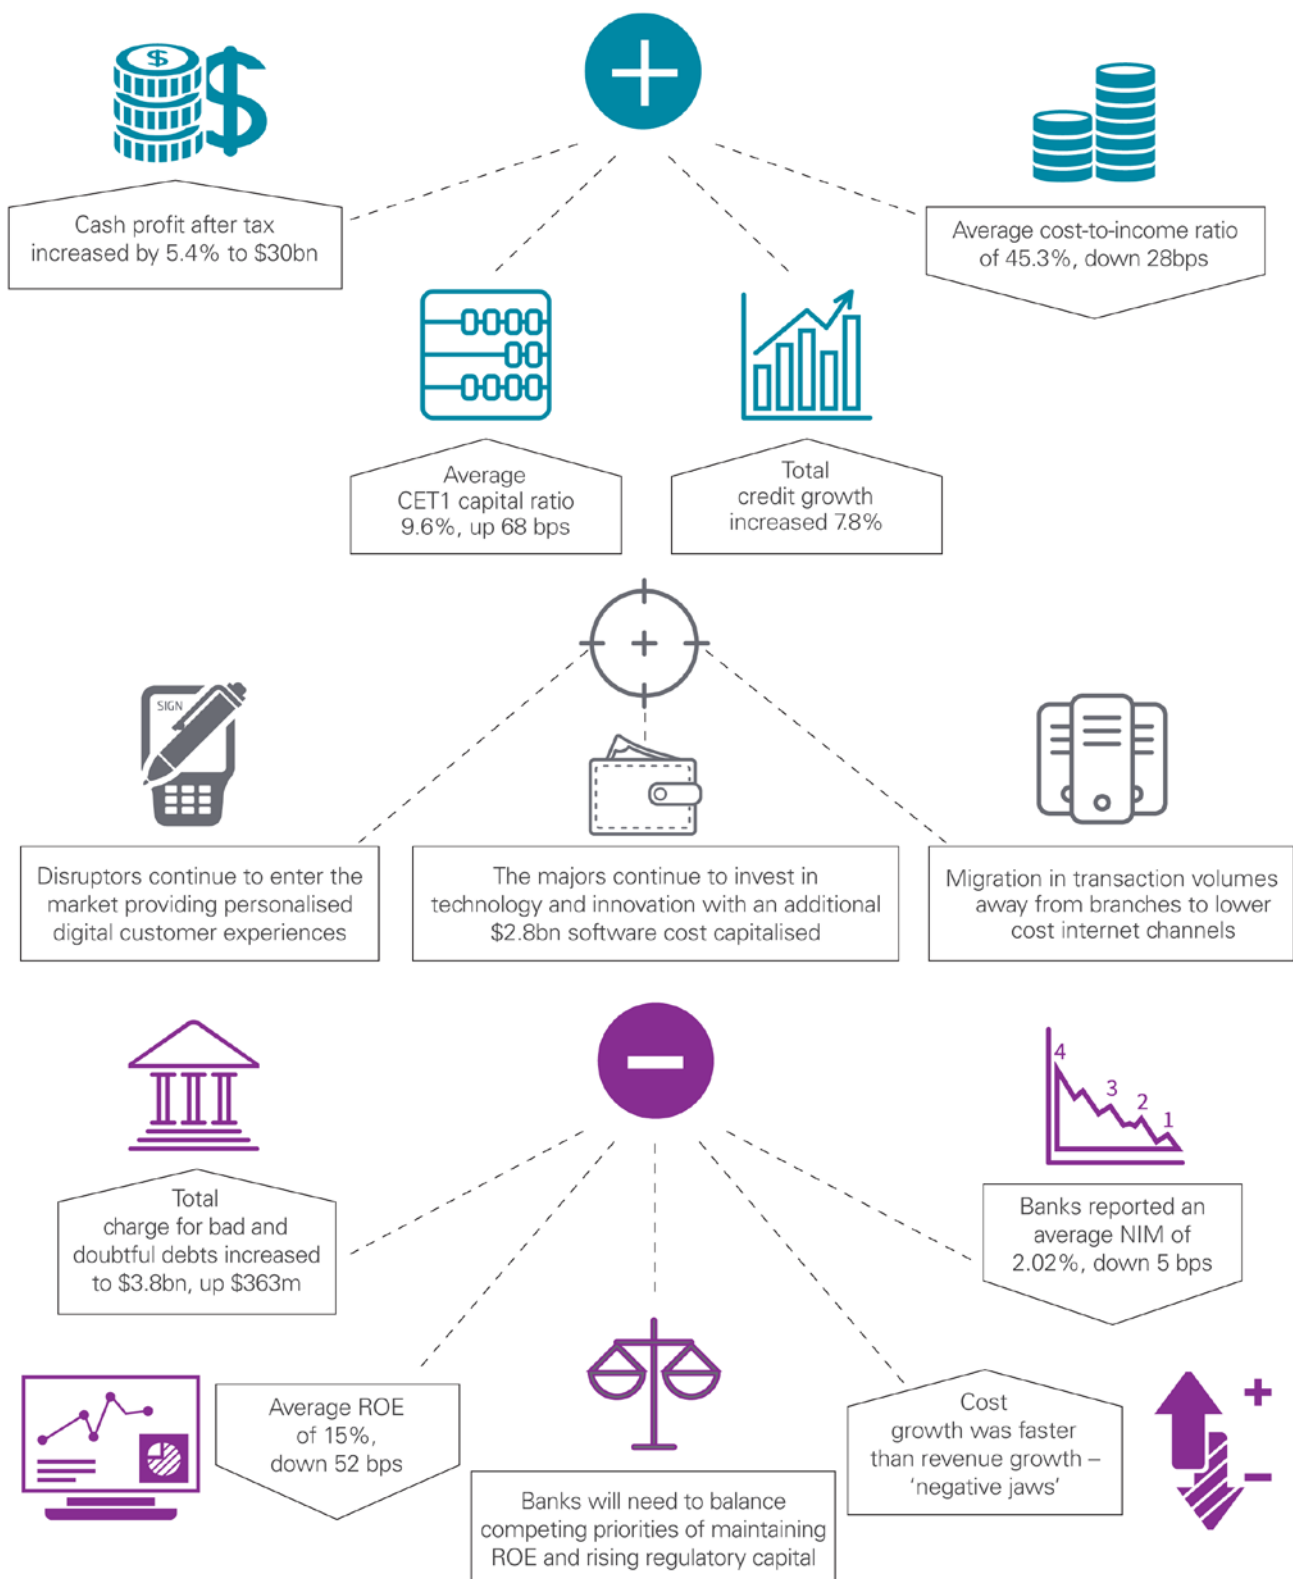 $
$
Cash profit after tax
increased by 5.4% to $30bn
Average cost-to-income ratio
of 45.3%, down 28bps
Average
CET1 capital ratio
9.6%, up 68 bps
Total
credit growth
increased 7.8%
SIGN
Disruptors continue to enter the
market providing personalised
digital customer experiences
The majors continue to invest in
technology and innovation with an additional
$2.8bn software cost capitalised
Migration in transaction volumes
away from branches to lower
cost internet channels
Total
charge for bad and
doubtful debts increased
to $3.8bn, up $363m
4
3
2
1
Banks reported an
average NIM of
2.02%, down 5 bps
Average ROE
of 15%,
down 52 bps
Banks will need to balance
competing priorities of maintaining
ROE and rising regulatory capital
Cost
growth was faster
than revenue growth –
‘negative jaws’
+
–